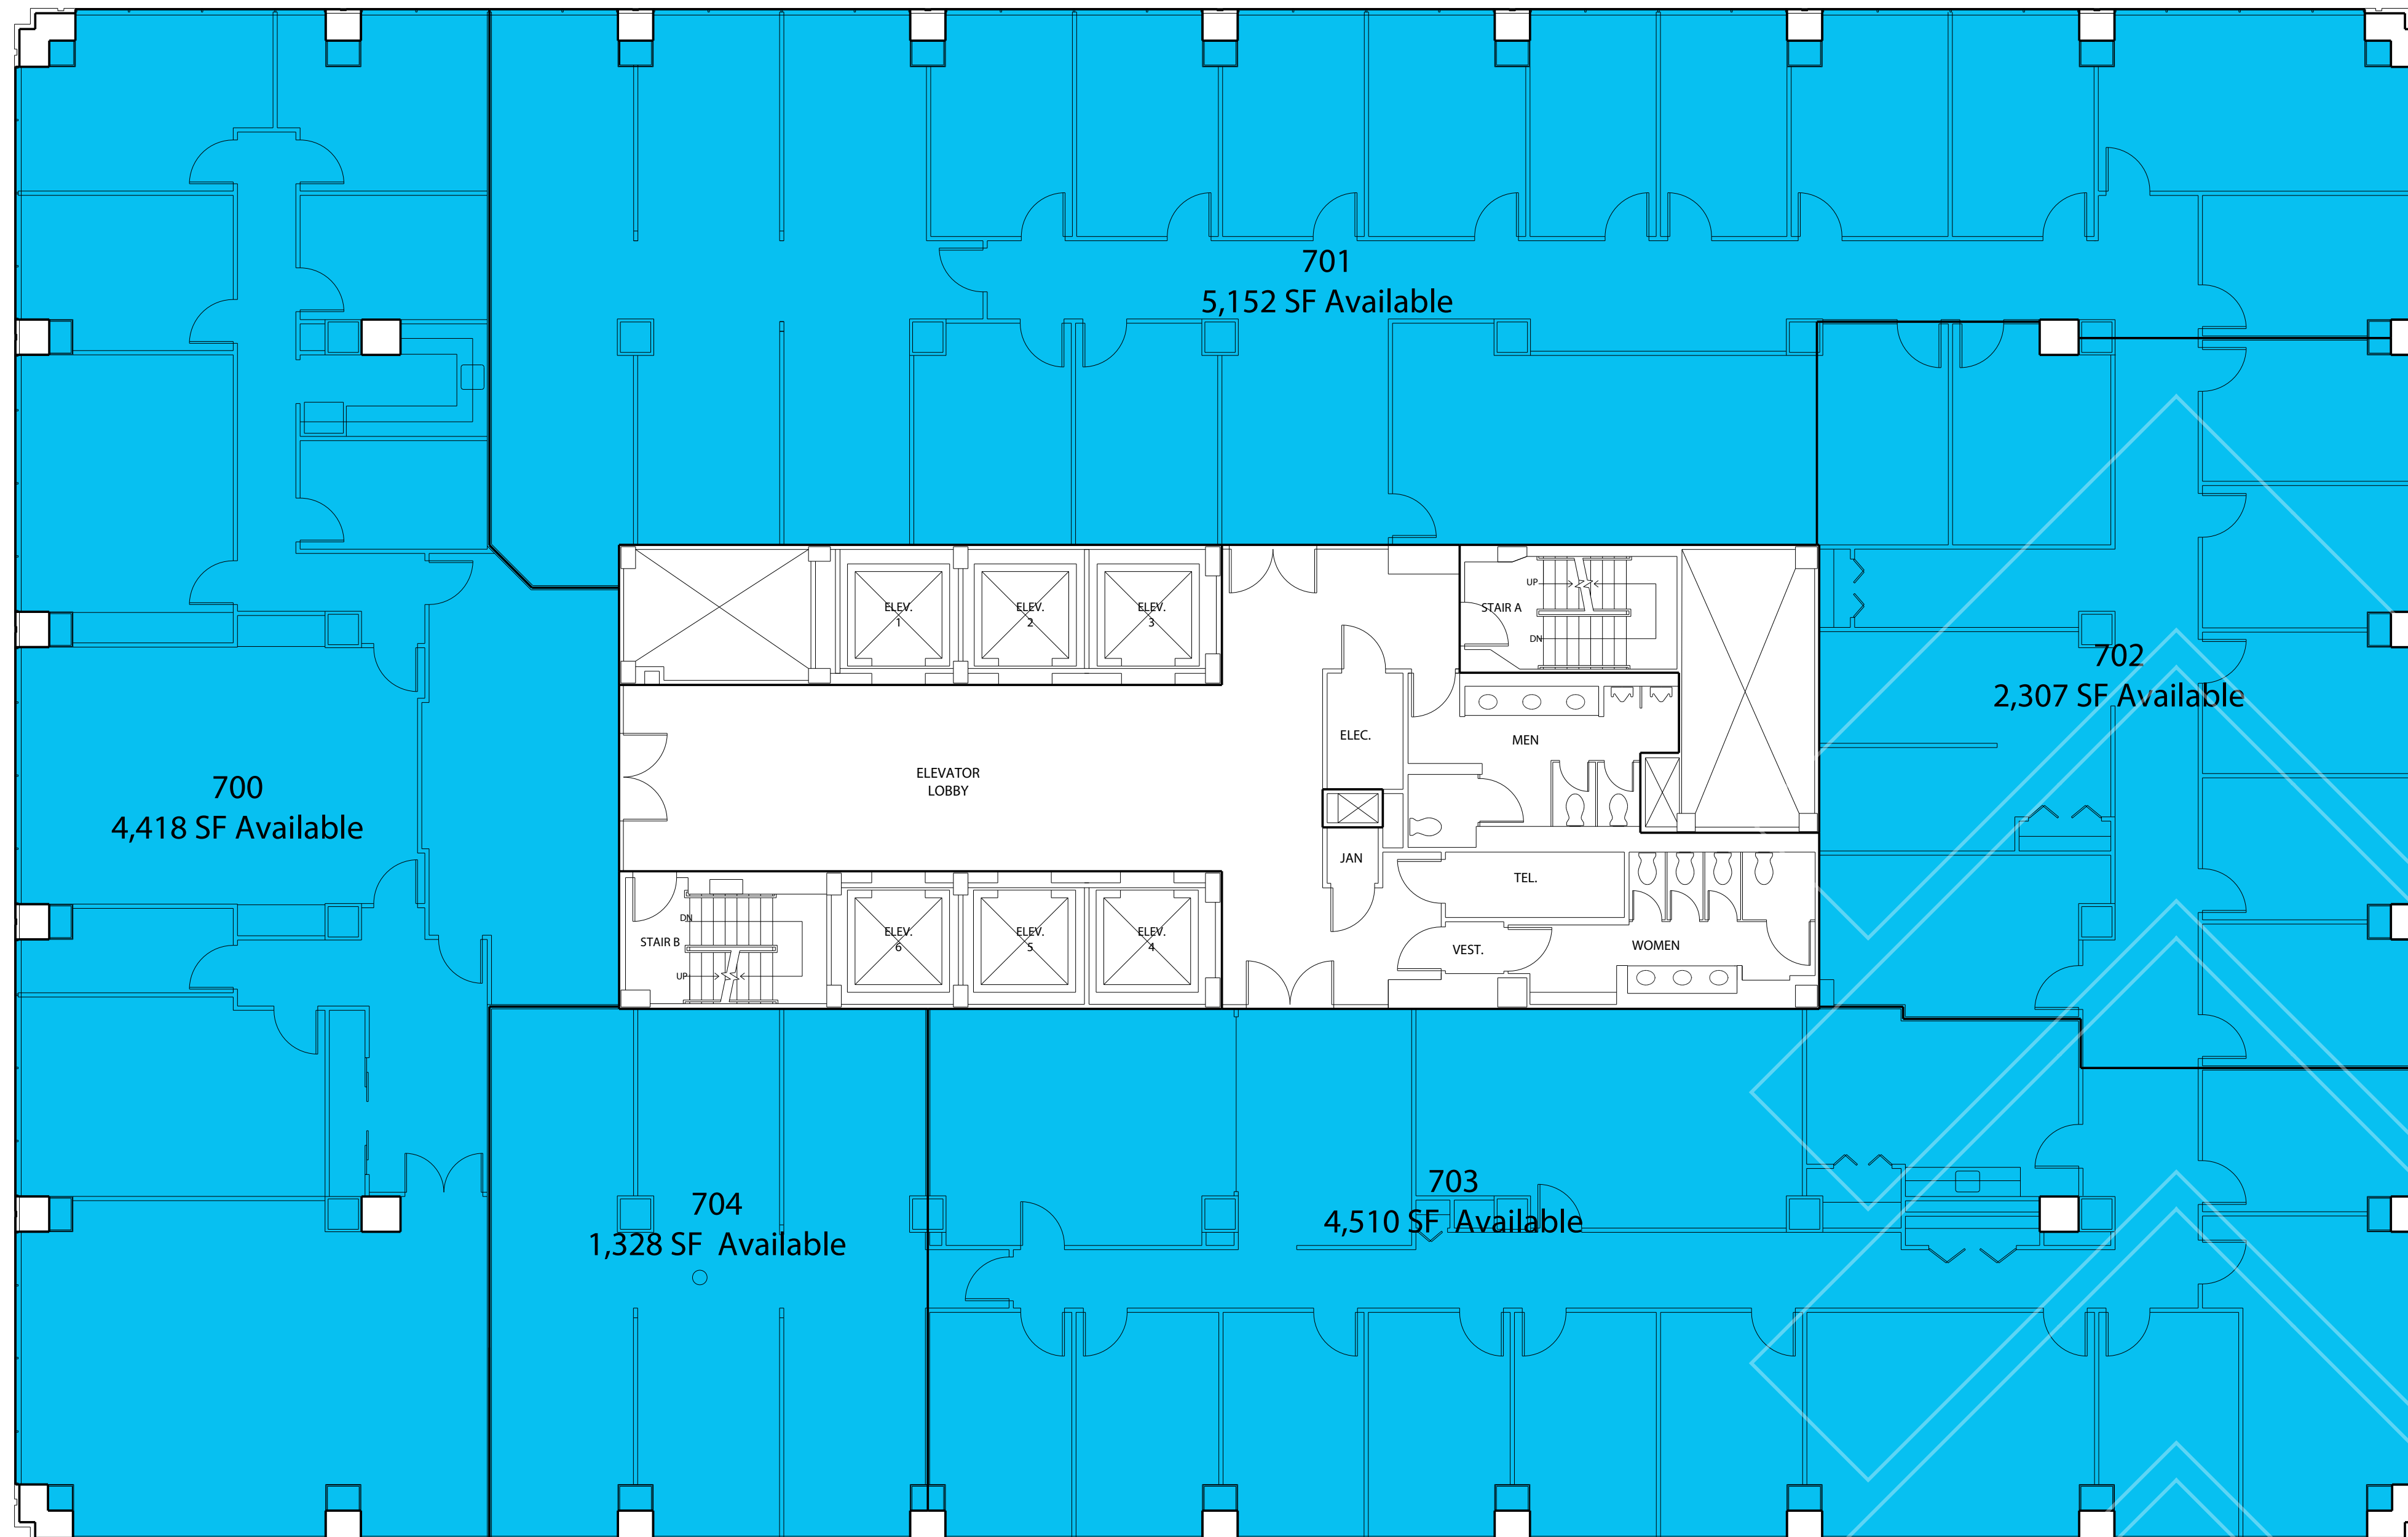 701
5,152 SF Available
UP
ELEV.
1
ELEV.
2
ELEV.
3
STAIR A
DN
702
2,307 SF Available
ELEC.
MEN
ELEVATOR
LOBBY
700
4,418 SF Available
JAN
TEL.
DN
STAIR B
ELEV.
6
ELEV.
5
ELEV.
4
VEST.
WOMEN
UP
703
4,510 SF Available
704
1,328 SF Available